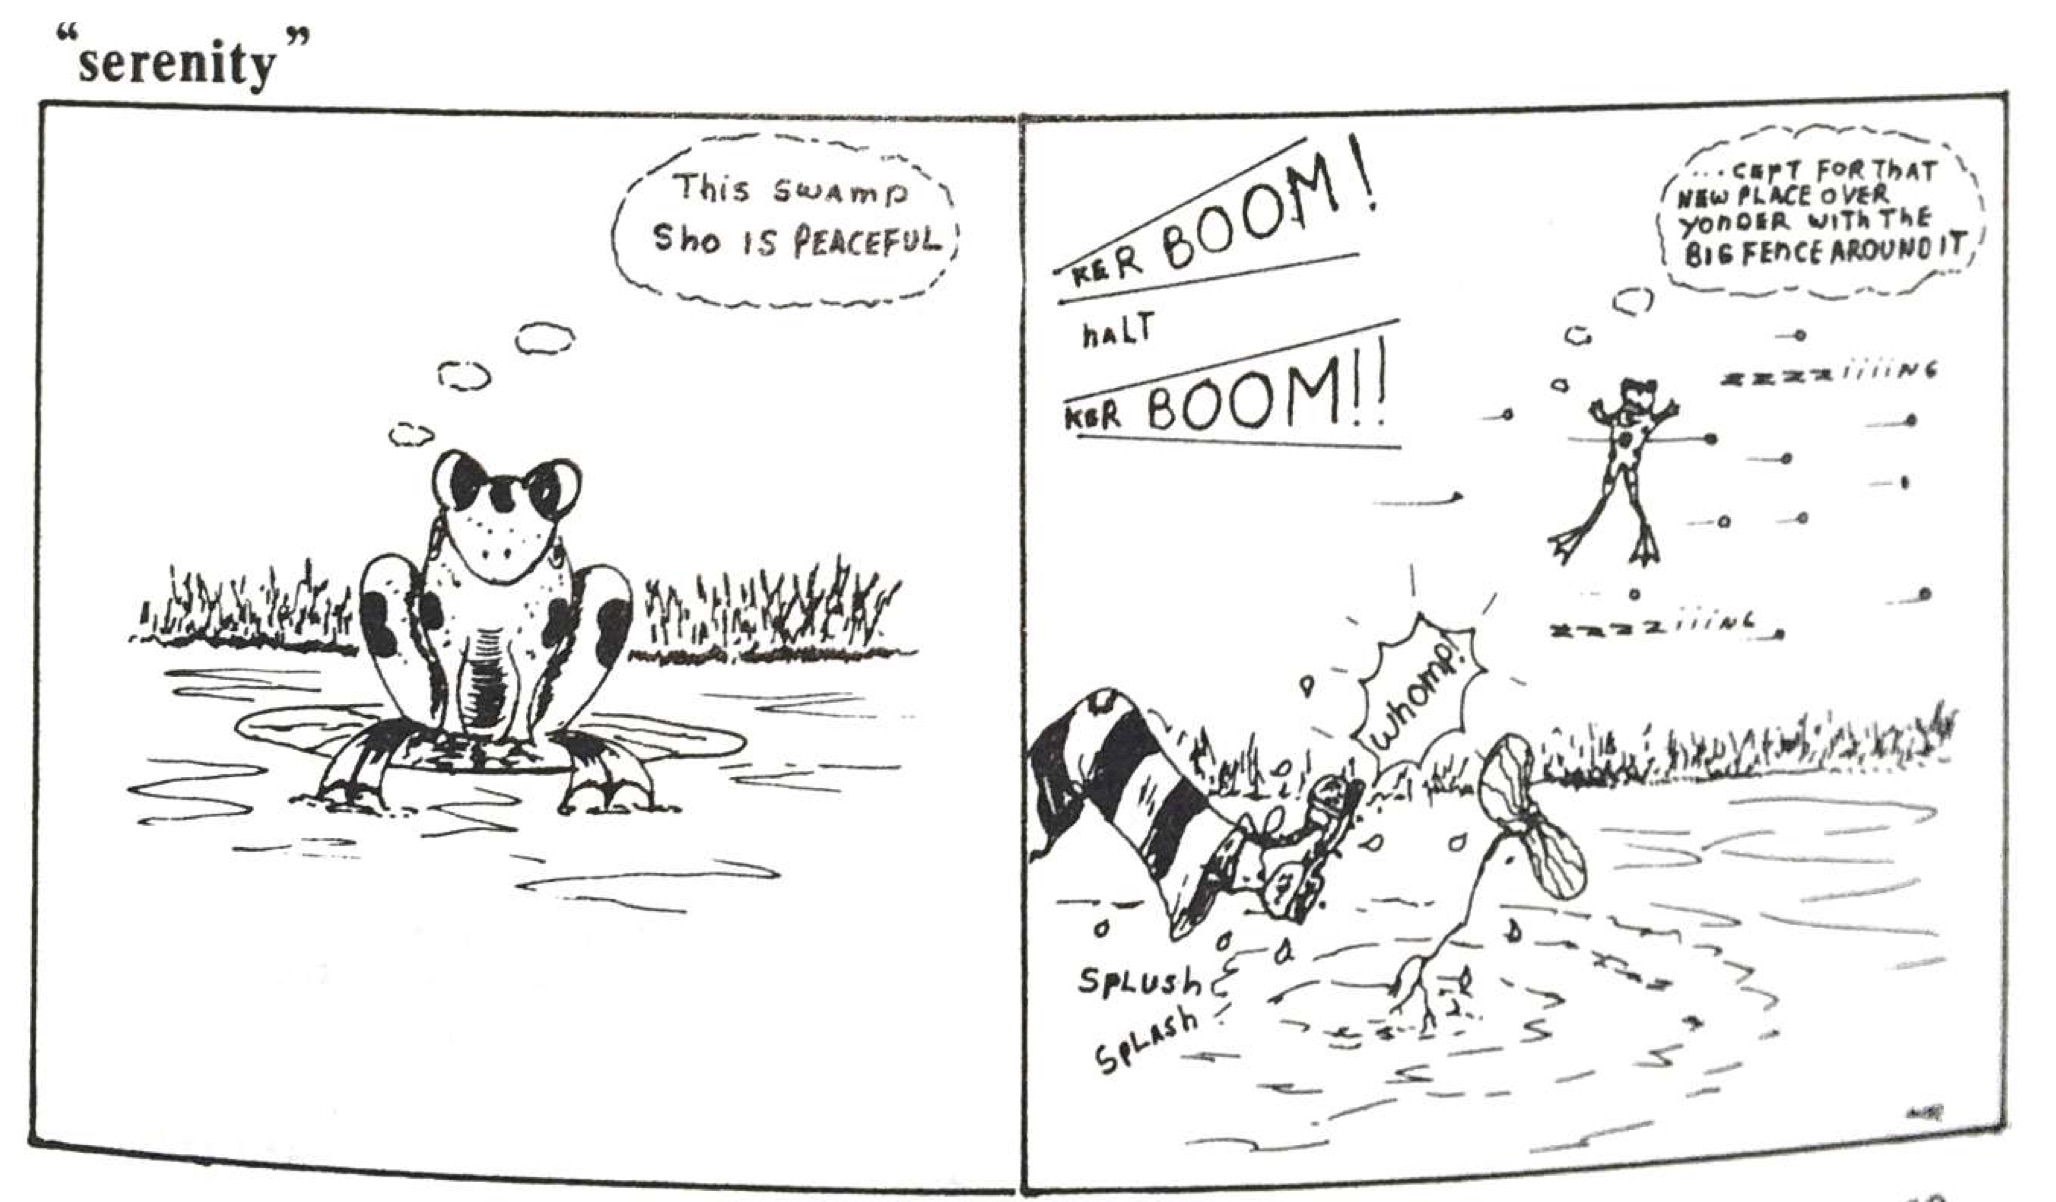 “serenity”
This swamp
Sho IS PEACEFUL
KER BOOM!
hALT
KER BOOM!!
...CEPT FOR ThAT
NEW PLACE OVER
YONDER WITH THE
BIG FENCE AROUND IT
zzzziiiiNG
zzzziiiNG
Whomp!
SPLUSh
SPLASh